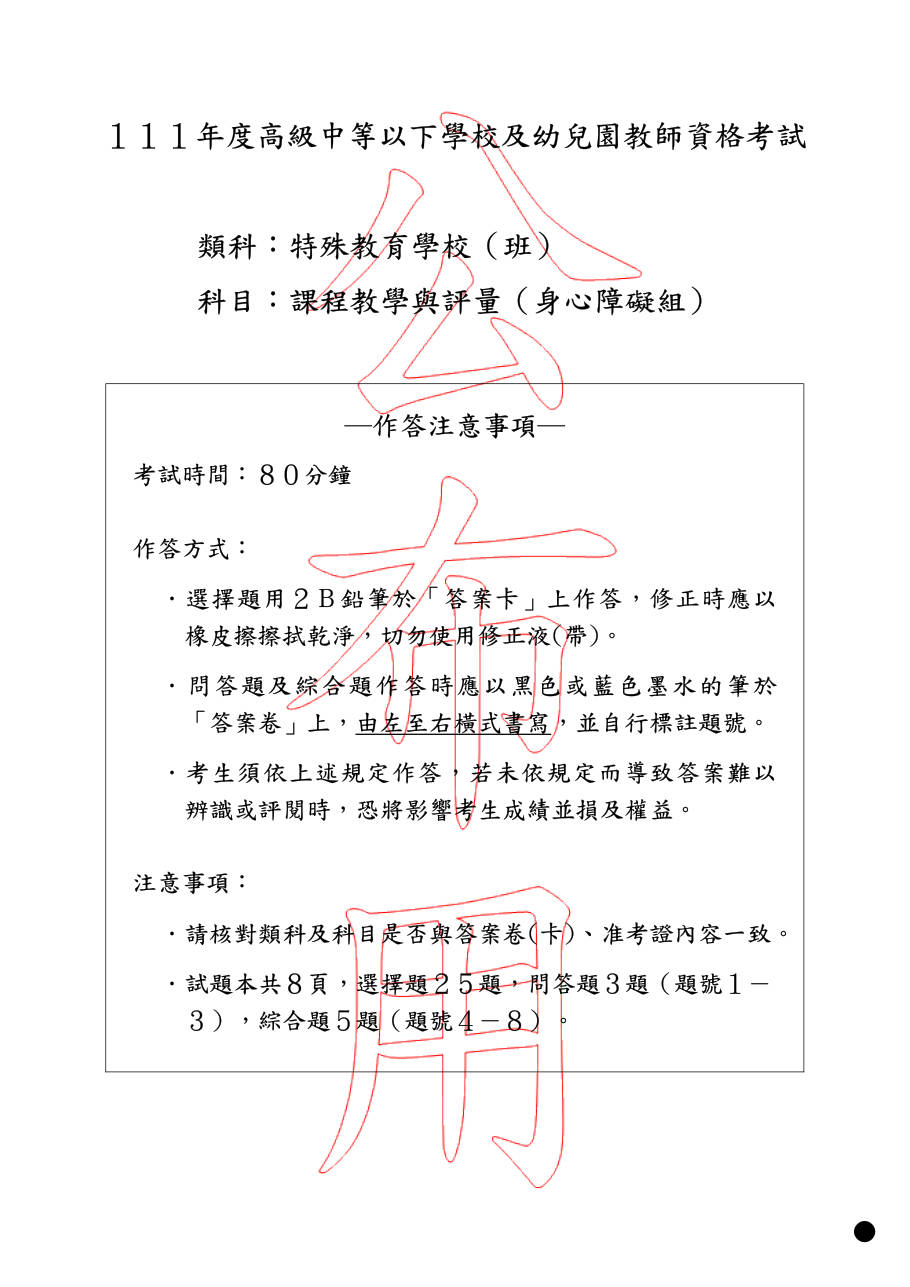 １１１年度高級中等以下學校及幼兒園教師資格考試
類科：特殊教育學校（班）
科目：課程教學與評量（身心障礙組）
—作答注意事項—
考試時間：８０分鐘
作答方式：
．選擇題用２Ｂ鉛筆於「答案卡」上作答，修正時應以
橡皮擦擦拭乾淨，切勿使用修正液(帶)。
．問答題及綜合題作答時應以黑色或藍色墨水的筆於
「答案卷」上，由左至右橫式書寫，並自行標註題號。
．考生須依上述規定作答，若未依規定而導致答案難以
辨識或評閱時，恐將影響考生成績並損及權益。
注意事項：
．請核對類科及科目是否與答案卷(卡)、准考證內容一致。
．試題本共８頁，選擇題２５題，問答題３題（題號１－
３），綜合題５題（題號４－８）。
公布用